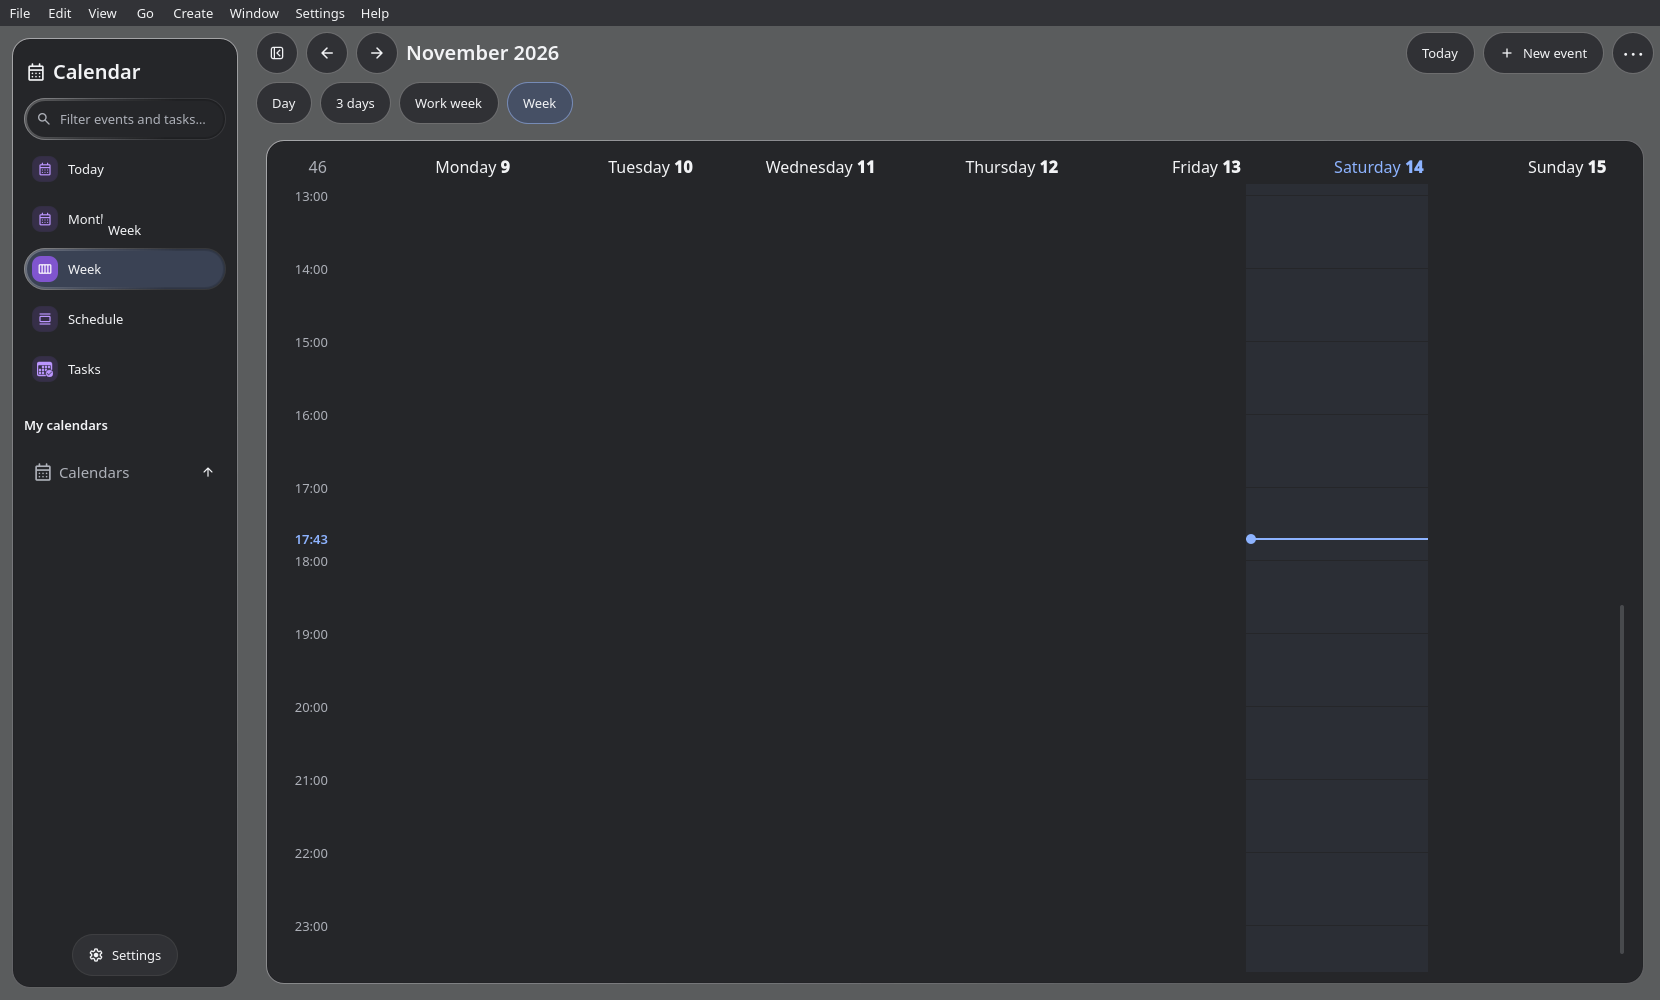 File Edit View Go Create Window Settings Help
Calendar
Filter events and tasks...
Today
Week
Week
Schedule
Tasks
My calendars
Calendars
Settings
November 2026
Today
New event
Day
3 days
Work week
Week
46 Monday 9 Tuesday 10 Wednesday 11 Thursday 12 Friday 13 Saturday 14 Sunday 15
13:00
14:00
15:00
16:00
17:00
17:43
18:00
19:00
20:00
21:00
22:00
23:00